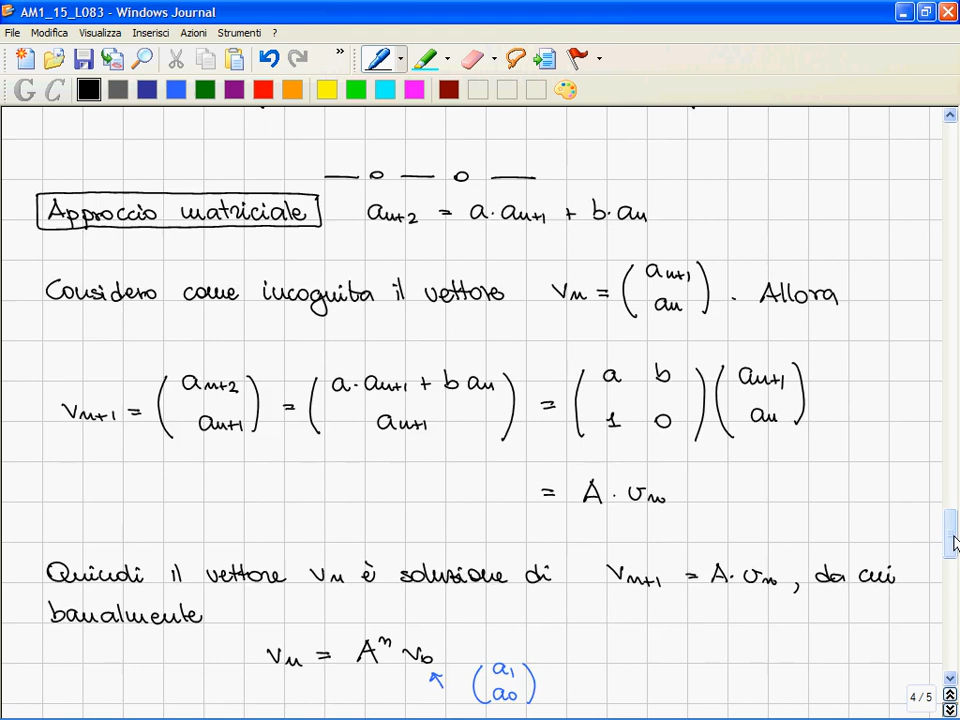 AM1_15_L083 - Windows Journal
File Modifica Visualizza Inserisci Azioni Strumenti ?
G C
Approccio matriciale aₙ₊₂ = a·aₙ₊₁ + b·aₙ
Considero come incognita il vettore vₙ = (aₙ₊₁ aₙ) . Allora
vₙ₊₁ = (aₙ₊₂ aₙ₊₁) = (a·aₙ₊₁ + b aₙ aₙ₊₁) = (a b 1 0) (aₙ₊₁ aₙ)
= A · vₙ
Quindi il vettore vₙ è soluzione di vₙ₊₁ = A·vₙ , da cui
banalmente
vₙ = Aⁿ v₀
(a₁ a₀)
4 / 5